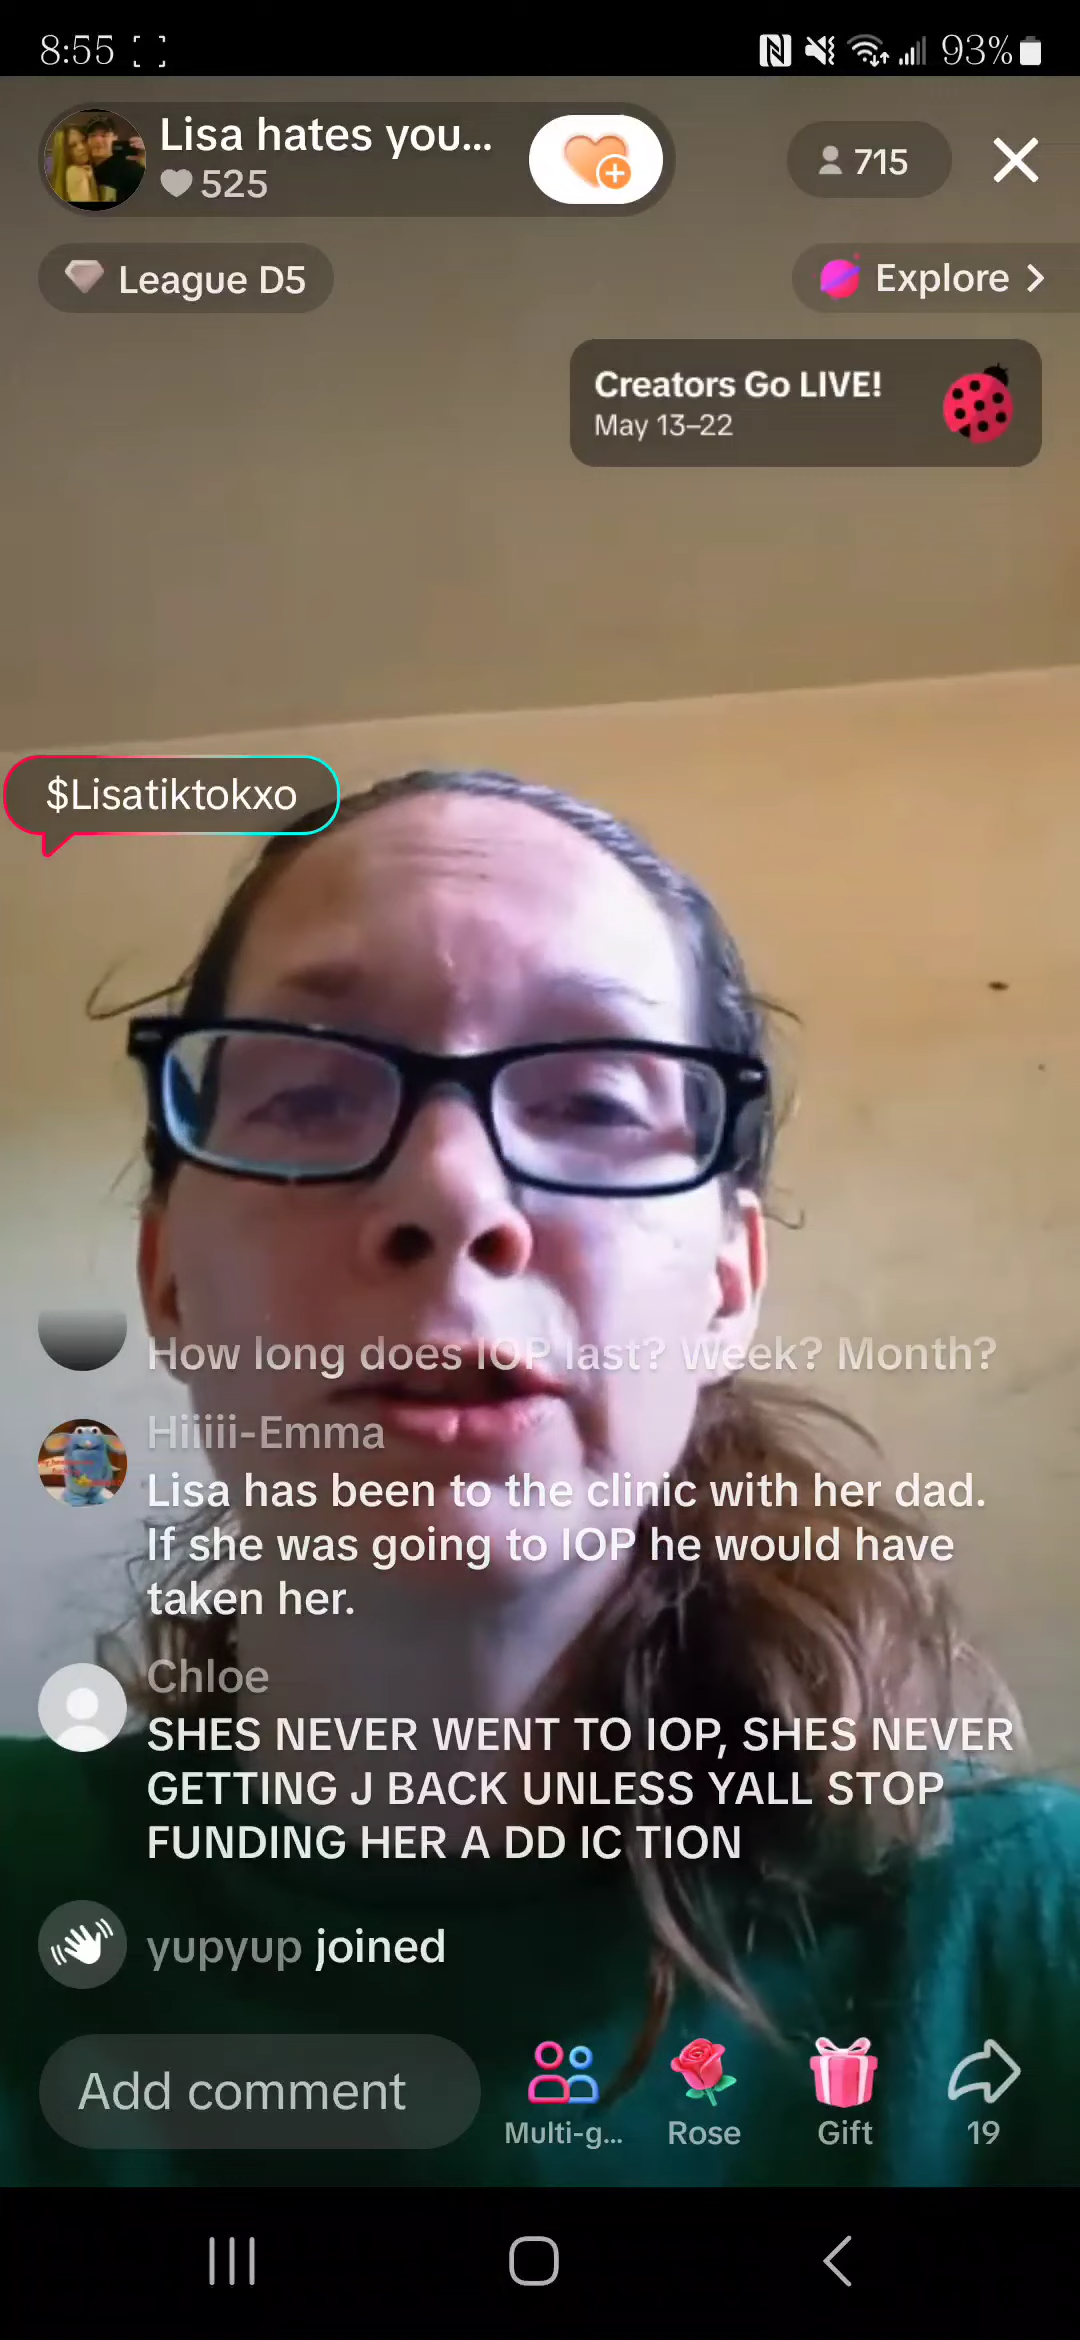 8:55
93%
Lisa hates you...
525
715
League D5
Explore
Creators Go LIVE!
May 13–22
$Lisatiktokxo
How long does IOP last? Week? Month?
Hiiiii-Emma
Lisa has been to the clinic with her dad.
If she was going to IOP he would have
taken her.
Chloe
SHES NEVER WENT TO IOP, SHES NEVER
GETTING J BACK UNLESS YALL STOP
FUNDING HER A DD IC TION
yupyup joined
Add comment
Multi-g...
Rose
Gift
19